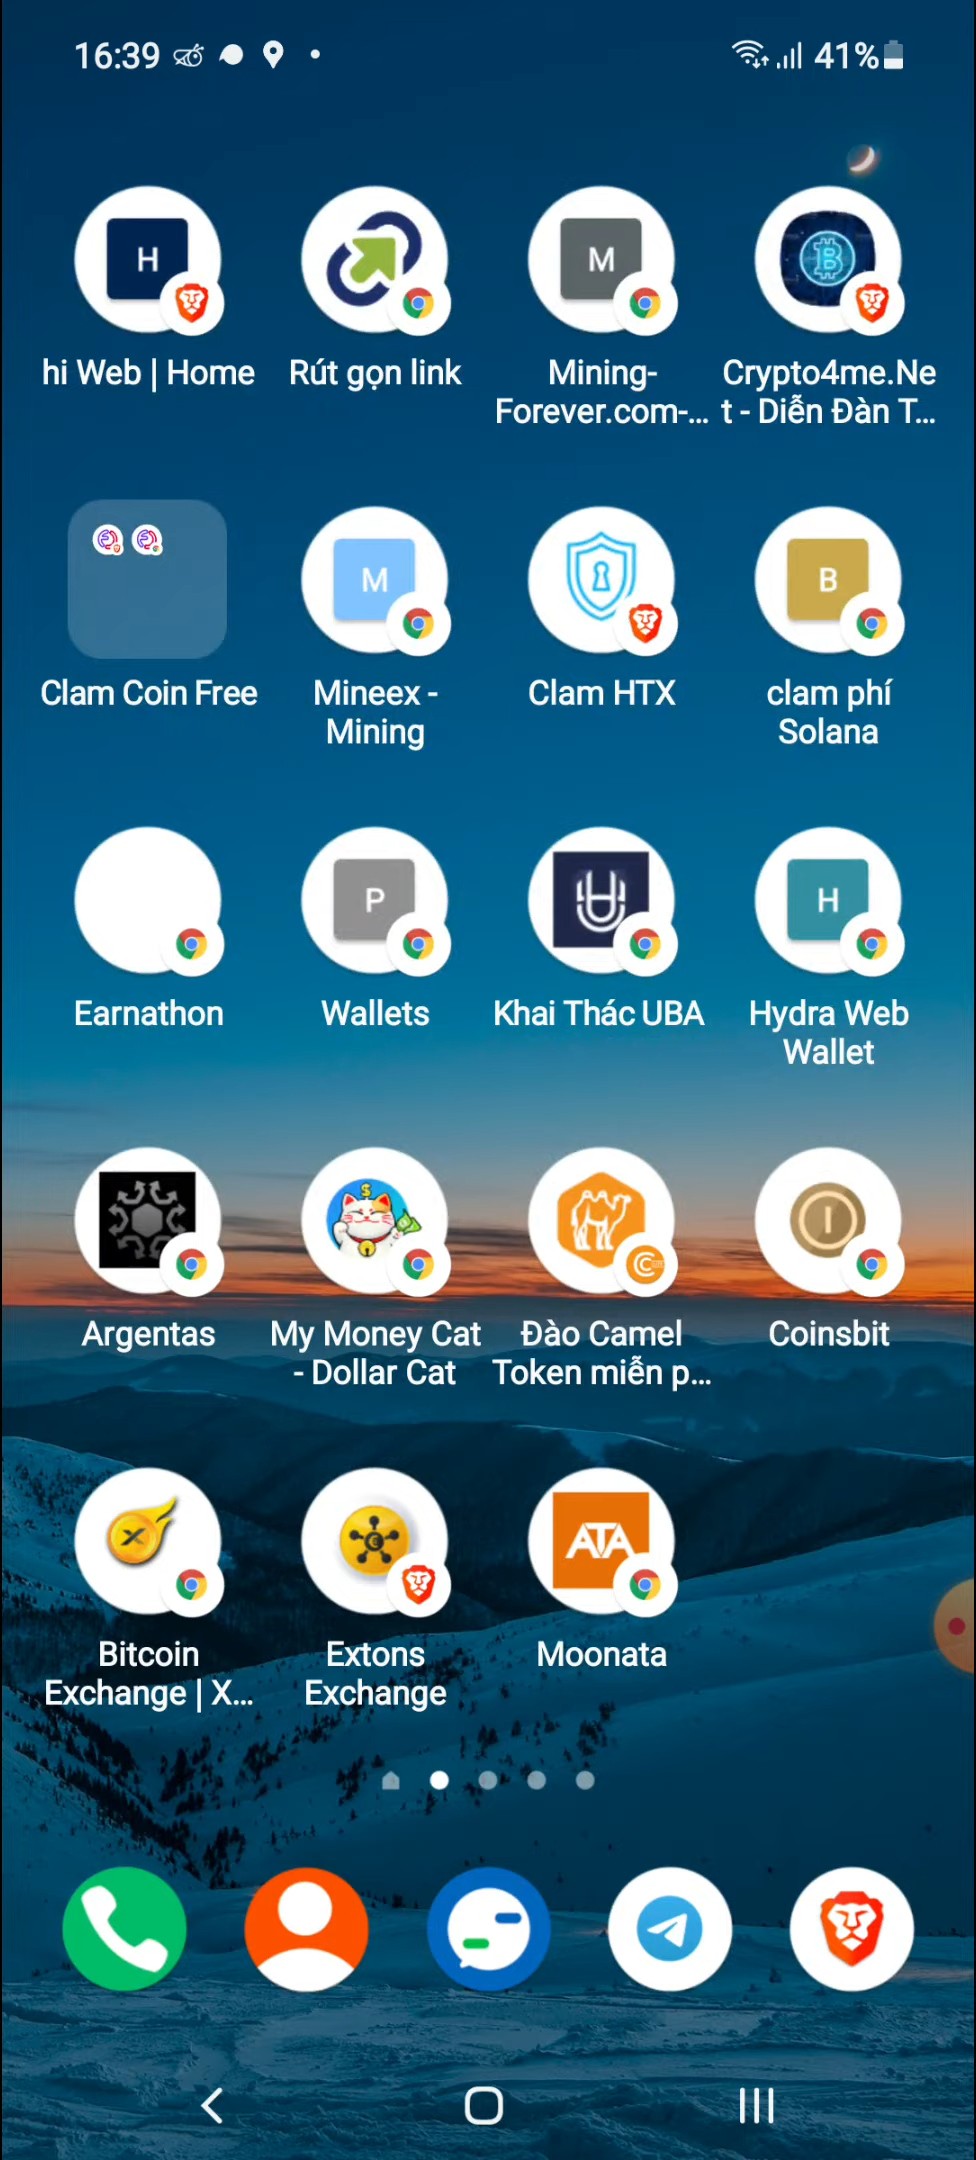 16:39
41%
H
M
hi Web | Home
Rút gọn link
Mining-
Forever.com-...
Crypto4me.Ne
t - Diễn Đàn T...
M
B
Clam Coin Free
Mineex -
Mining
Clam HTX
clam phí
Solana
P
H
Earnathon
Wallets
Khai Thác UBA
Hydra Web
Wallet
Argentas
My Money Cat
- Dollar Cat
Đào Camel
Token miễn p...
Coinsbit
ATA
Bitcoin
Exchange | X...
Extons
Exchange
Moonata